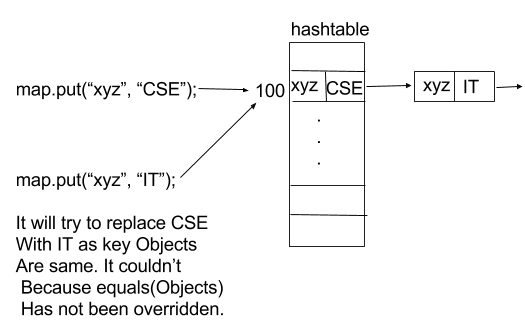 hashtable
map.put(“xyz”, “CSE”);
100
xyz CSE
xyz IT
map.put(“xyz”, “IT”);
It will try to replace CSE
With IT as key Objects
Are same. It couldn’t
Because equals(Objects)
Has not been overridden.